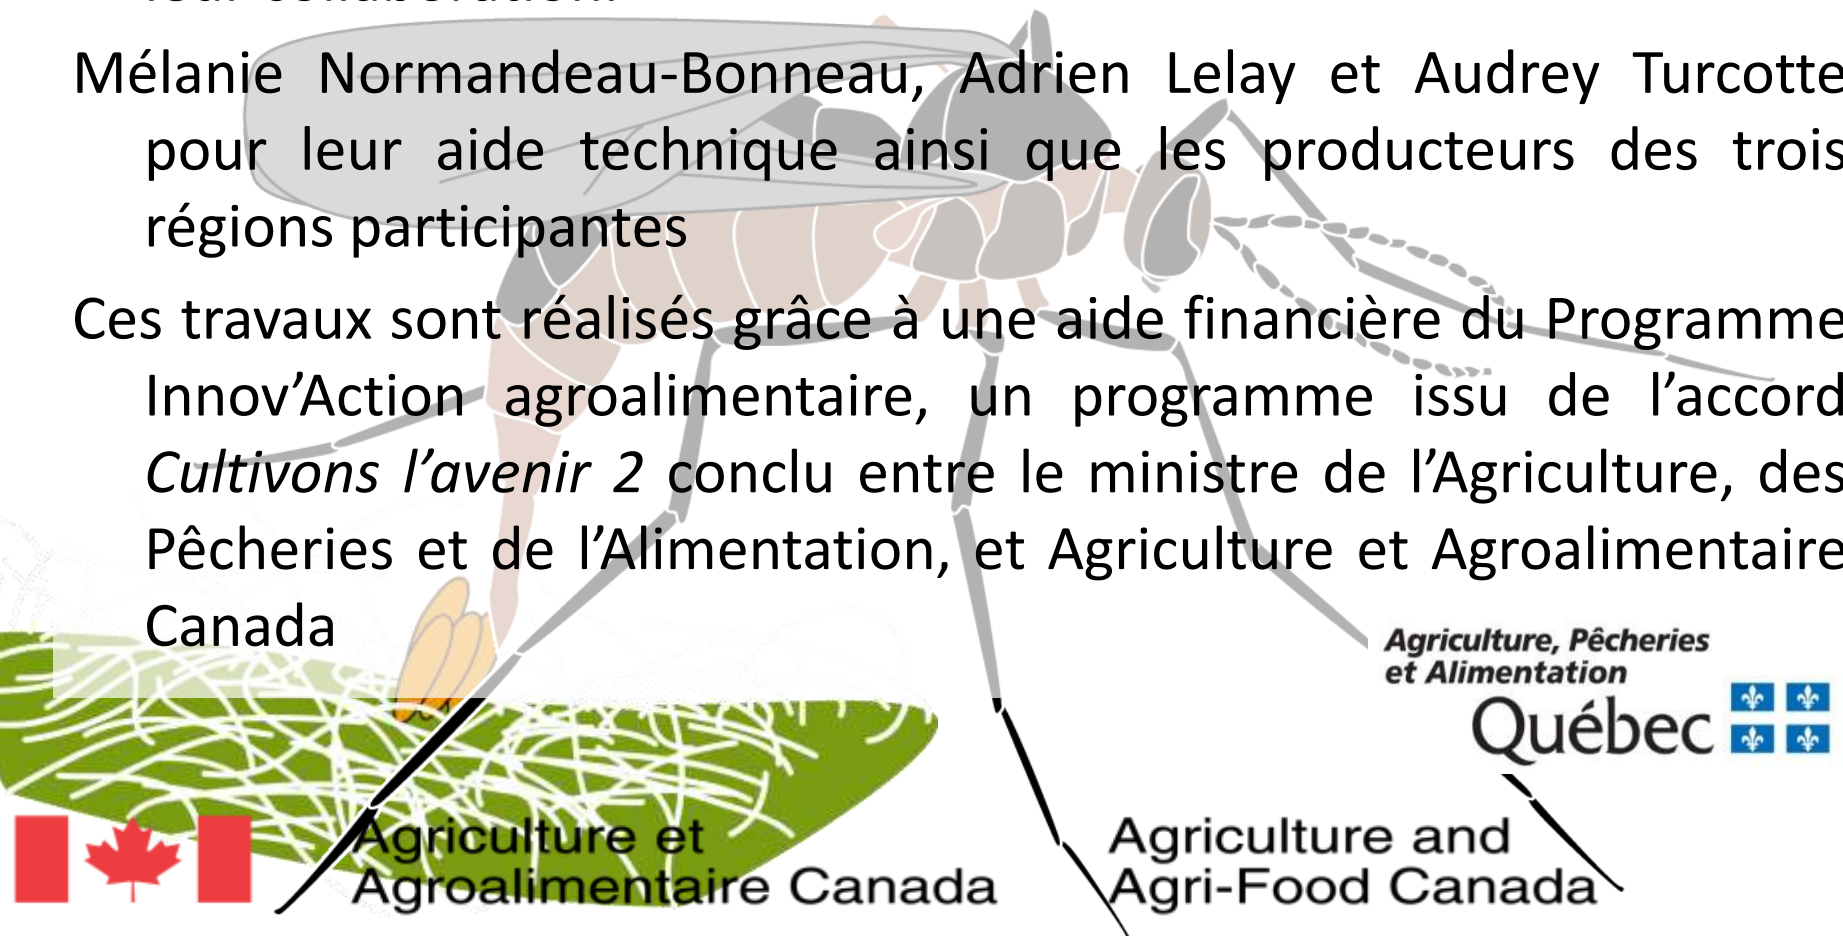 leur collaboration.
Mélanie Normandeau-Bonneau, Adrien Lelay et Audrey Turcotte
pour leur aide technique ainsi que les producteurs des trois
régions participantes
Ces travaux sont réalisés grâce à une aide financière du Programme
Innov’Action agroalimentaire, un programme issu de l’accord
Cultivons l’avenir 2 conclu entre le ministre de l’Agriculture, des
Pêcheries et de l’Alimentation, et Agriculture et Agroalimentaire
Canada
Agriculture, Pêcheries
et Alimentation
Québec
Agriculture et
Agroalimentaire Canada
Agriculture and
Agri-Food Canada